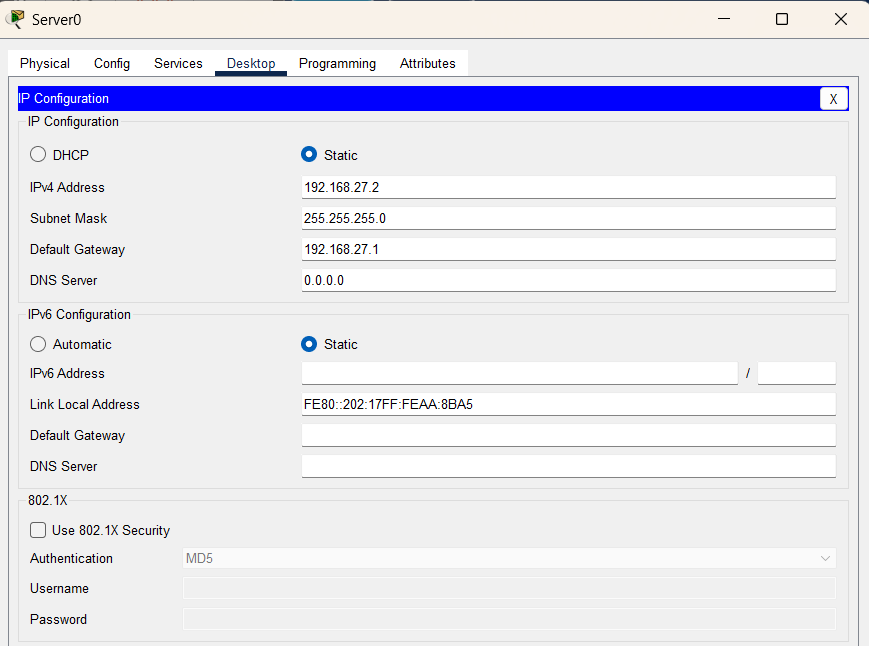 Server0
Physical Config Services Desktop Programming Attributes
IP Configuration
X
IP Configuration
DHCP Static
IPv4 Address 192.168.27.2
Subnet Mask 255.255.255.0
Default Gateway 192.168.27.1
DNS Server 0.0.0.0
IPv6 Configuration
Automatic Static
IPv6 Address /
Link Local Address FE80::202:17FF:FEAA:8BA5
Default Gateway
DNS Server
802.1X
Use 802.1X Security
Authentication MD5
Username
Password